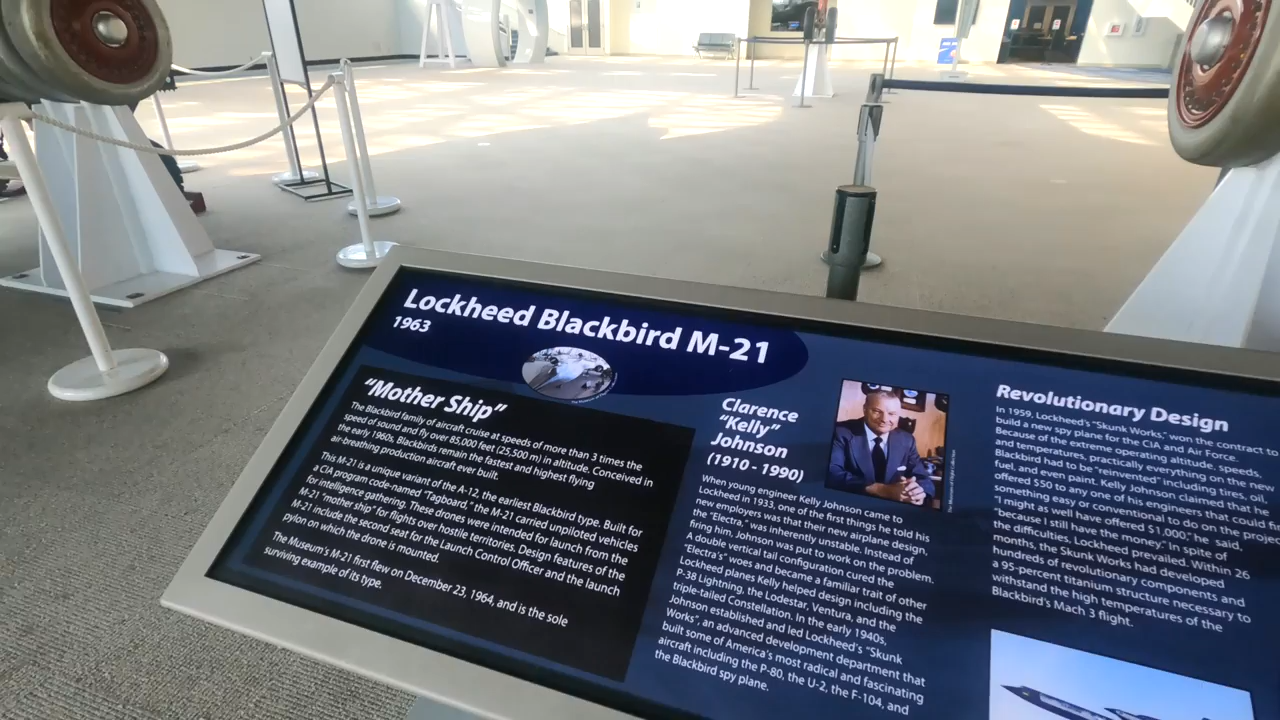 Lockheed Blackbird M-21
1963
"Mother Ship"
The Blackbird family of aircraft cruise at speeds of more than 3 times the
speed of sound and fly over 85,000 feet (25,500 m) in altitude. Conceived in
the early 1960s, Blackbirds remain the fastest and highest flying
air-breathing production aircraft ever built.
This M-21 is a unique variant of the A-12, the earliest Blackbird type. Built for
a CIA program code-named "Tagboard," the M-21 carried unpiloted vehicles
for intelligence gathering. These drones were intended for launch from the
M-21 "mother ship" for flights over hostile territories. Design features of the
M-21 include the second seat for the Launch Control Officer and the launch
pylon on which the drone is mounted.
The Museum's M-21 first flew on December 23, 1964, and is the sole
surviving example of its type.
Clarence
"Kelly"
Johnson
(1910 - 1990)
When young engineer Kelly Johnson came to
Lockheed in 1933, one of the first things he told his
new employers was that their new airplane design,
the "Electra," was inherently unstable. Instead of
firing him, Johnson was put to work on the problem.
A double vertical tail configuration cured the
"Electra's" woes and became a familiar trait of other
Lockheed planes Kelly helped design including the
P-38 Lightning, the Lodestar, Ventura, and the
triple-tailed Constellation. In the early 1940s,
Johnson established and led Lockheed's "Skunk
Works", an advanced development department that
built some of America's most radical and fascinating
aircraft including the P-80, the U-2, the F-104, and
the Blackbird spy plane.
Revolutionary Design
In 1959, Lockheed's "Skunk Works," won the contract to
build a new spy plane for the CIA and Air Force.
Because of the extreme operating altitude, speeds,
and temperatures, practically everything on the new
Blackbird had to be "reinvented" including tires, oil,
fuel, and even paint. Kelly Johnson claimed that he
offered $50 to any one of his engineers that could
something easy or conventional to do on the
"I might as well have offered $1,000," he said,
"because I still have the money." In spite of
the difficulties, Lockheed prevailed. Within 26
months, the Skunk Works had developed
hundreds of revolutionary components and
a 95-percent titanium structure necessary to
withstand the high temperatures of the
Blackbird's Mach 3 flight.